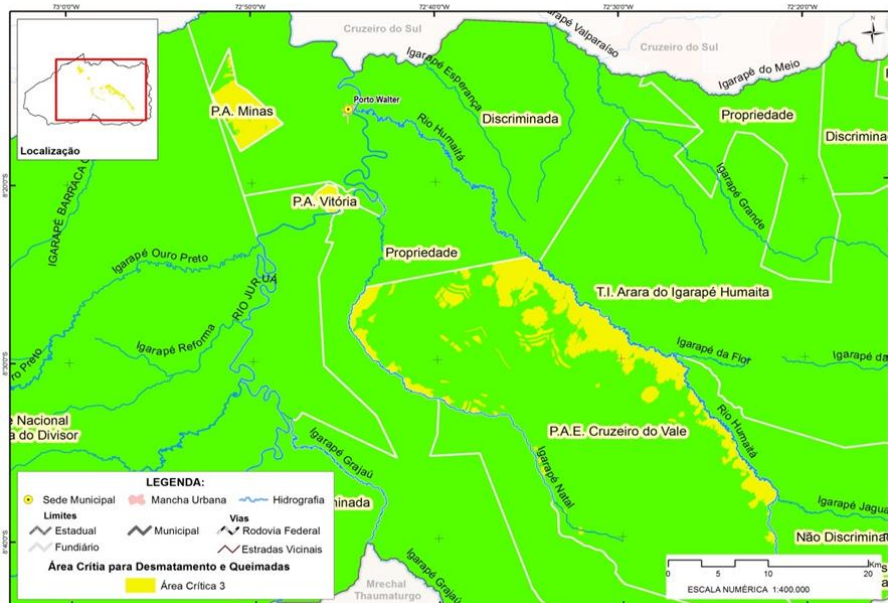 72°50'0"W
72°40'0"W
72°30'0"W
72°20'0"W
Cruzeiro do Sul
Igarapé Valparaíso
Cruzeiro do Sul
N
Igarapé do Meio
Igarapé Esperança
P.A. Minas
Porto Walter
Rio Humaitá
Discriminada
Propriedade
Discriminad
Localização
8°20'0"S
IGARAPÉ BARRACA
P.A. Vitória
Igarapé Grande
Propriedade
Igarapé Ouro Preto
RIO JURUÁ
T.I. Arara do Igarapé Humaita
Igarapé Reforma
ro Preto
8°30'0"S
Igarapé da Flor
Igarapé da
e Nacional
a do Divisor
P.A.E. Cruzeiro do Vale
Rio Humaitá
Igarapé Grajaú
Igarapé Natal
Igarapé Jagua
minada
Não Discrimina
8°40'0"S
LEGENDA:
Sede Municipal Mancha Urbana Hidrografia
Limites Vias
Estadual Municipal Rodovia Federal
Fundiário Estradas Vicinais
Área Crítia para Desmatamento e Queimadas
Área Crítica 3
Mrechal
Thaumaturgo
Igarapé Grajaú
0 5 10 20
Km
ESCALA NUMÉRICA 1:400.000